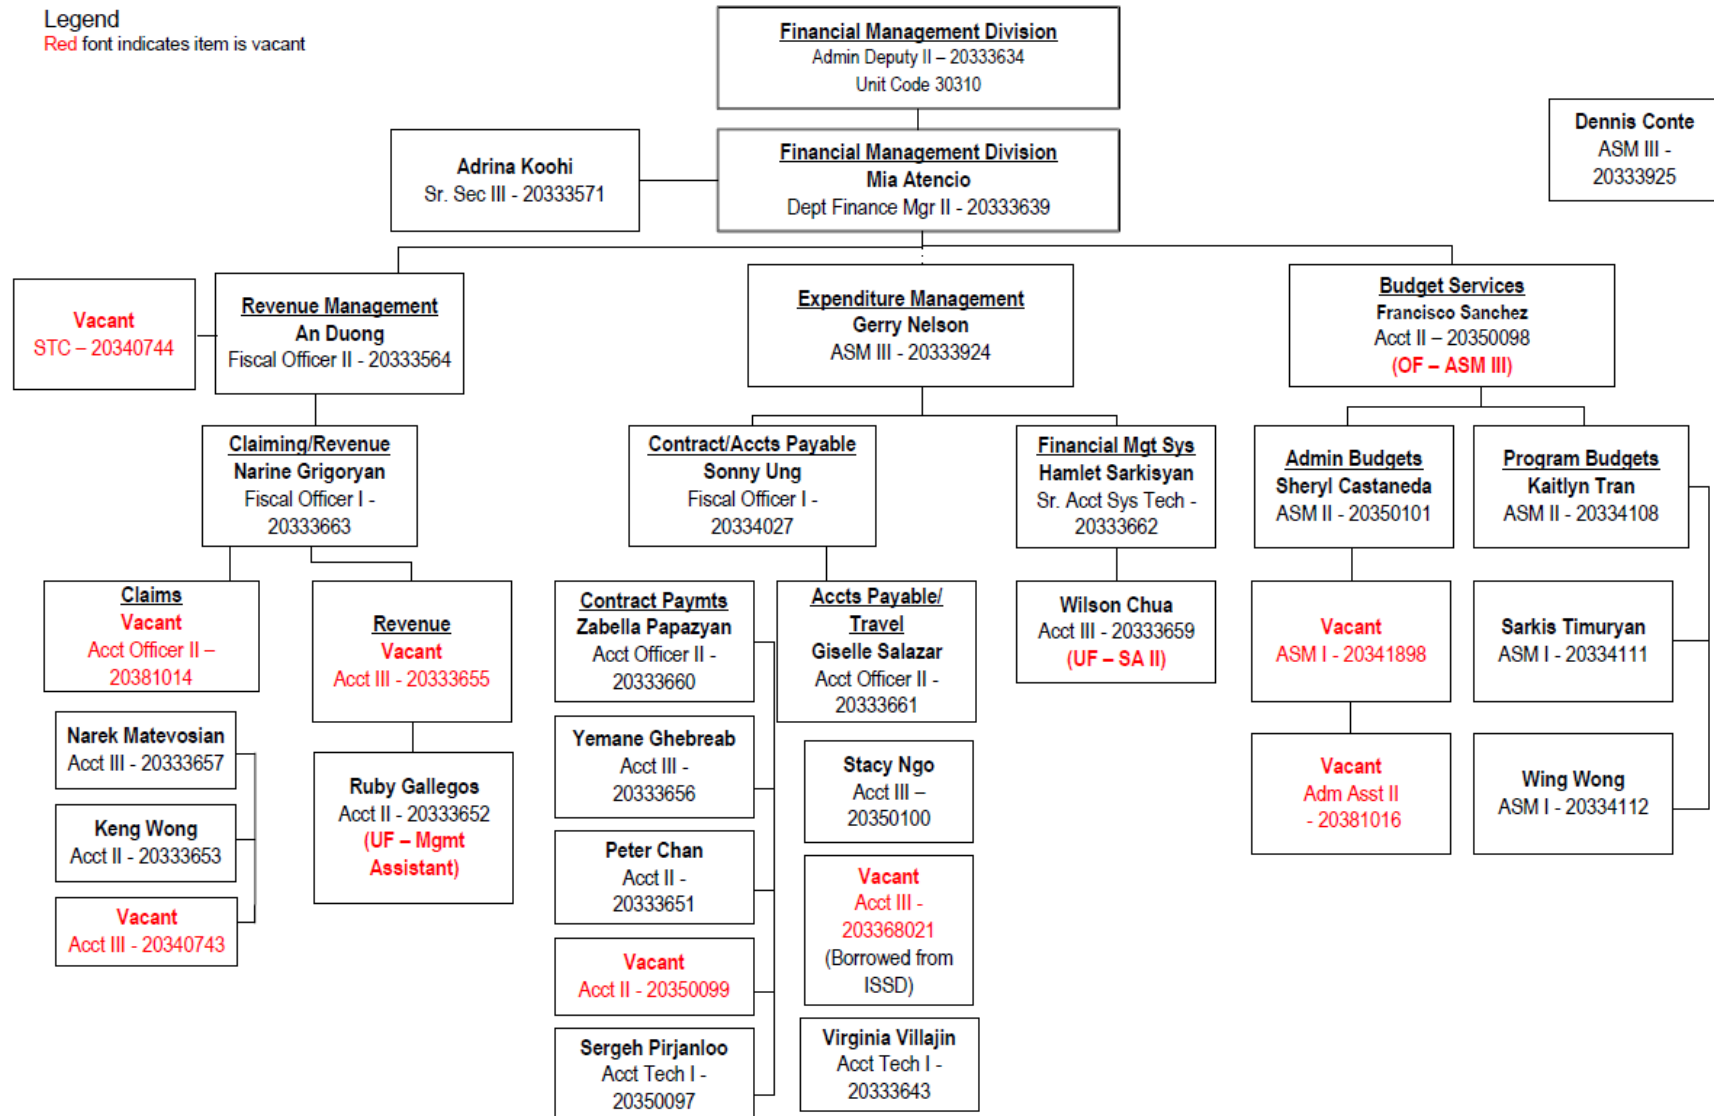 Legend
Red font indicates item is vacant
Financial Management Division
Admin Deputy II – 20333634
Unit Code 30310
Dennis Conte
ASM III -
20333925
Adrina Koohi
Sr. Sec III - 20333571
Financial Management Division
Mia Atencio
Dept Finance Mgr II - 20333639
Vacant
STC – 20340744
Revenue Management
An Duong
Fiscal Officer II - 20333564
Expenditure Management
Gerry Nelson
ASM III - 20333924
Budget Services
Francisco Sanchez
Acct II – 20350098
(OF – ASM III)
Claiming/Revenue
Narine Grigoryan
Fiscal Officer I -
20333663
Contract/Accts Payable
Sonny Ung
Fiscal Officer I -
20334027
Financial Mgt Sys
Hamlet Sarkisyan
Sr. Acct Sys Tech -
20333662
Admin Budgets
Sheryl Castaneda
ASM II - 20350101
Program Budgets
Kaitlyn Tran
ASM II - 20334108
Claims
Vacant
Acct Officer II –
20381014
Revenue
Vacant
Acct III - 20333655
Contract Paymts
Zabella Papazyan
Acct Officer II -
20333660
Accts Payable/
Travel
Giselle Salazar
Acct Officer II -
20333661
Wilson Chua
Acct III - 20333659
(UF – SA II)
Vacant
ASM I - 20341898
Sarkis Timuryan
ASM I - 20334111
Narek Matevosian
Acct III - 20333657
Keng Wong
Acct II - 20333653
Vacant
Acct III - 20340743
Ruby Gallegos
Acct II - 20333652
(UF – Mgmt
Assistant)
Yemane Ghebreab
Acct III -
20333656
Peter Chan
Acct II -
20333651
Vacant
Acct II - 20350099
Sergeh Pirjanloo
Acct Tech I -
20350097
Stacy Ngo
Acct III –
20350100
Vacant
Acct III -
203368021
(Borrowed from
ISSD)
Virginia Villajin
Acct Tech I -
20333643
Vacant
Adm Asst II
- 20381016
Wing Wong
ASM I - 20334112